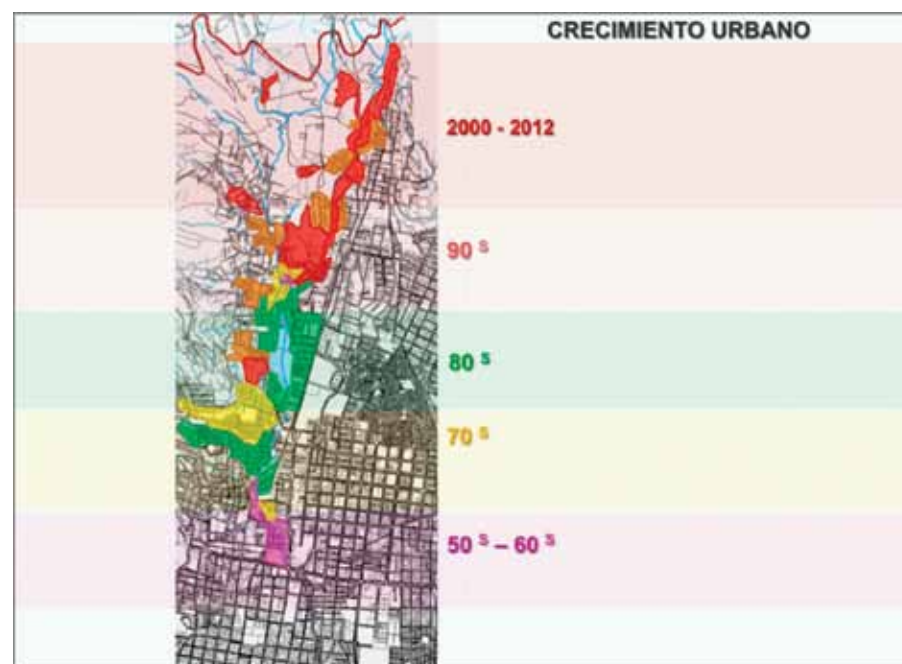 CRECIMIENTO URBANO
2000 - 2012
90 S
80 S
70 S
50 S – 60 S